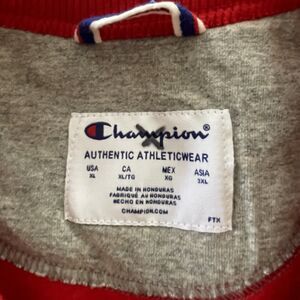 Champion®
AUTHENTIC ATHLETICWEAR
USA CA MEX ASIA
XL XL/TG XG 3XL
MADE IN HONDURAS
FABRIQUÉ AU HONDURAS
HECHO EN HONDURAS
CHAMPION.COM
FTX